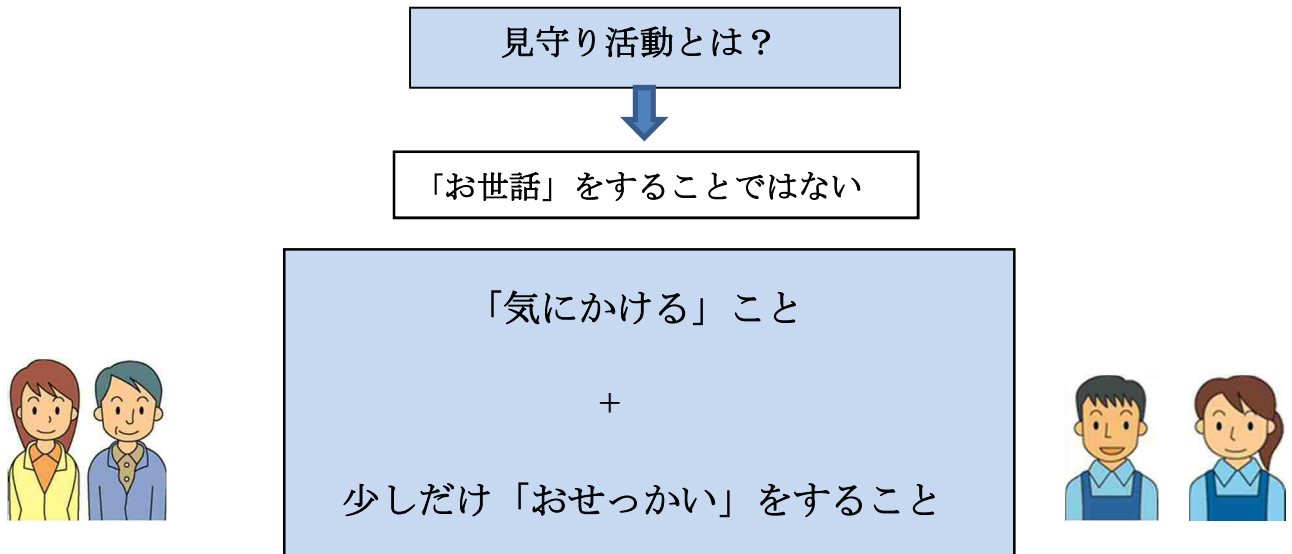 見守り活動とは？
「お世話」をすることではない
「気にかける」こと
+
少しだけ「おせっかい」をすること